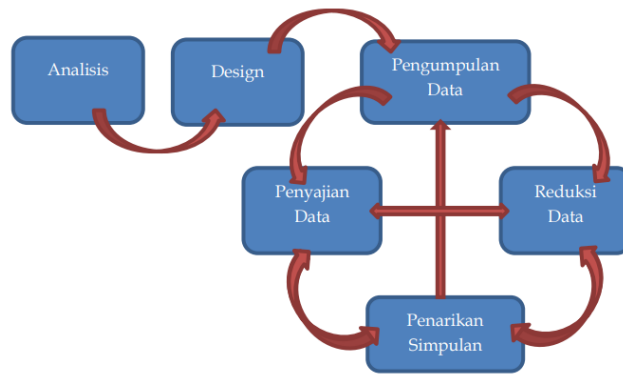 Analisis
Design
Pengumpulan
Data
Penyajian
Data
Reduksi
Data
Penarikan
Simpulan